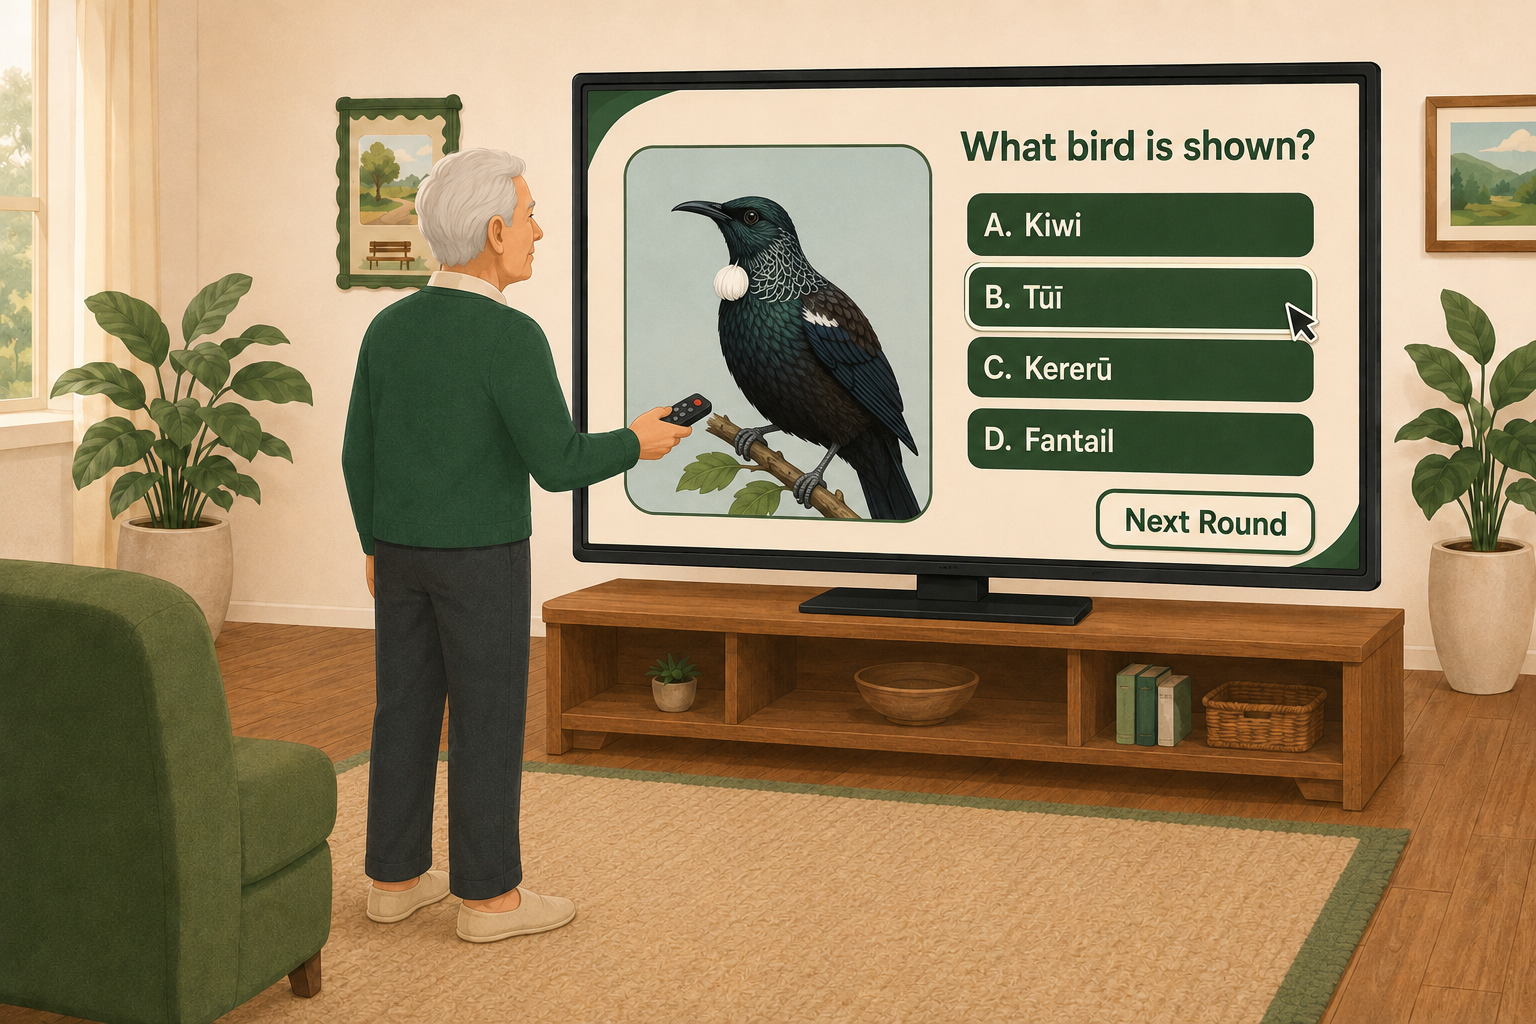 What bird is shown?
A. Kiwi
B. Tūī
C. Kererū
D. Fantail
Next Round